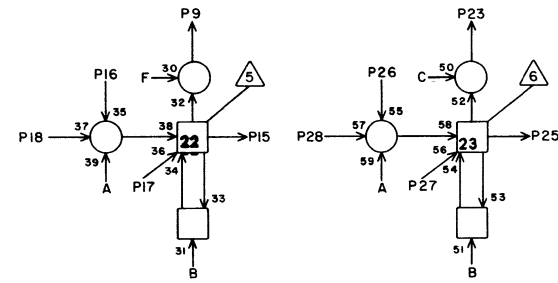 P9 P23
F 30 5 C 50 6
P16 32 P26 52
35 55
P18 37 38 P15 P28 57 58 P25
39 36 22 59 56 23
A P17 34 A P27 54
33 53
31 51
B B